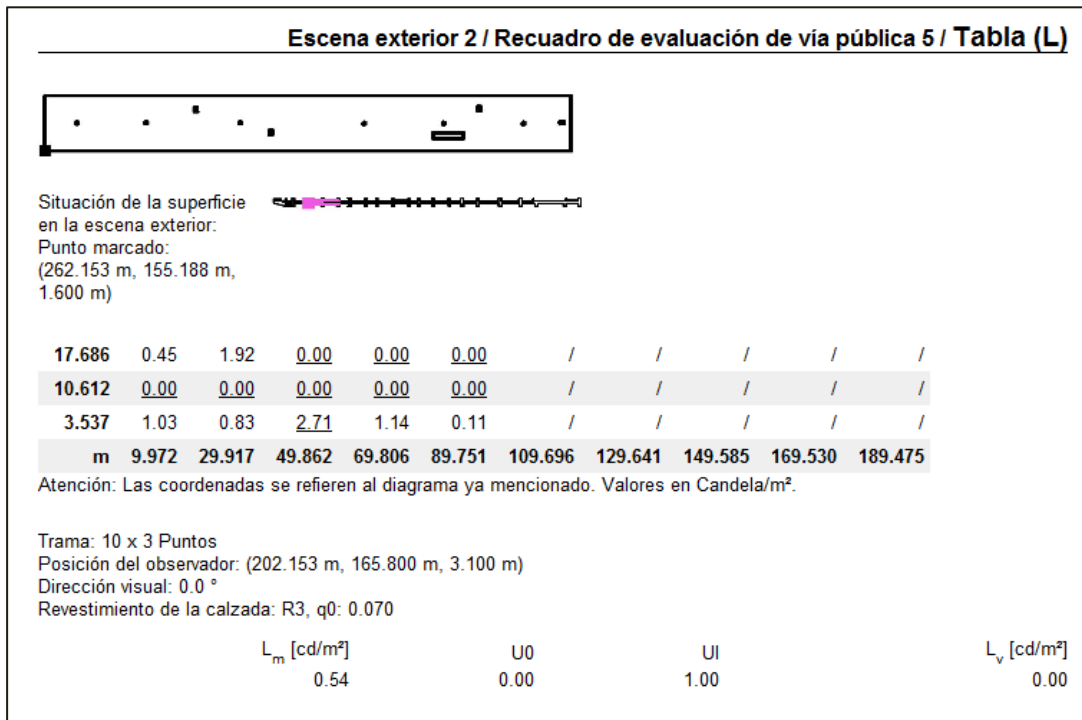 Escena exterior 2 / Recuadro de evaluación de vía pública 5 / Tabla (L)
Situación de la superficie
en la escena exterior:
Punto marcado:
(262.153 m, 155.188 m,
1.600 m)
17.686 0.45 1.92 0.00 0.00 0.00 / / / / /
10.612 0.00 0.00 0.00 0.00 0.00 / / / / /
3.537 1.03 0.83 2.71 1.14 0.11 / / / / /
m 9.972 29.917 49.862 69.806 89.751 109.696 129.641 149.585 169.530 189.475
Atención: Las coordenadas se refieren al diagrama ya mencionado. Valores en Candela/m².
Trama: 10 x 3 Puntos
Posición del observador: (202.153 m, 165.800 m, 3.100 m)
Dirección visual: 0.0 °
Revestimiento de la calzada: R3, q0: 0.070
Lm [cd/m²] U0 Ul Lv [cd/m²]
0.54 0.00 1.00 0.00